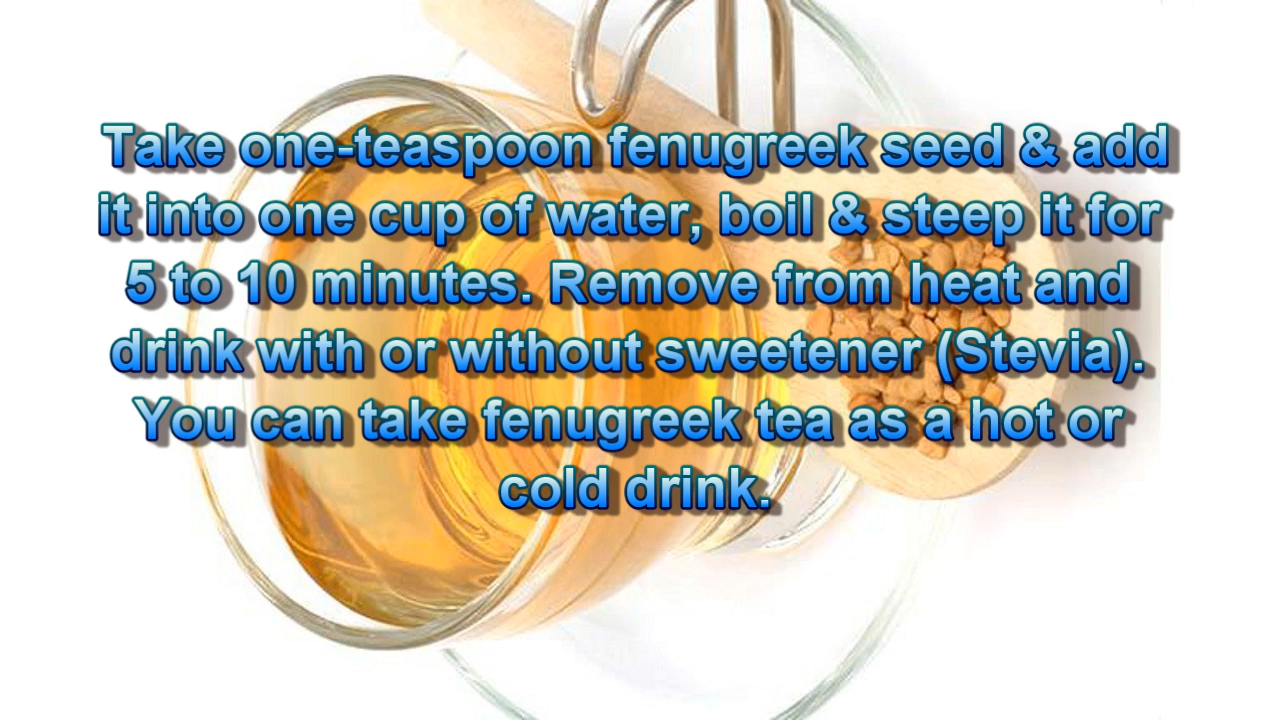 Take one-teaspoon fenugreek seed & add
it into one cup of water, boil & steep it for
5 to 10 minutes. Remove from heat and
drink with or without sweetener (Stevia).
You can take fenugreek tea as a hot or
cold drink.